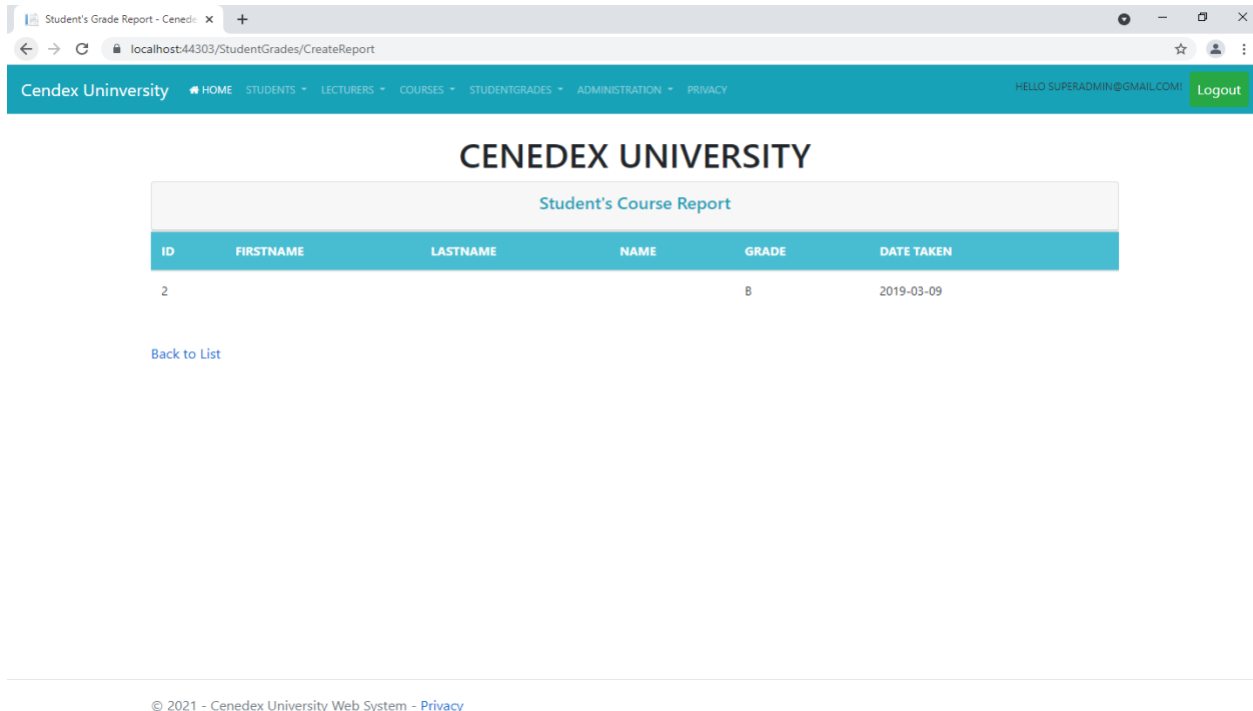 Student's Grade Report - Cenede
localhost:44303/StudentGrades/CreateReport
Cendex Uninversity HOME STUDENTS LECTURERS COURSES STUDENTGRADES ADMINISTRATION PRIVACY HELLO SUPERADMIN@GMAIL.COM! Logout
CENEDEX UNIVERSITY
Student's Course Report
ID FIRSTNAME LASTNAME NAME GRADE DATE TAKEN
2 B 2019-03-09
Back to List
© 2021 - Cenedex University Web System - Privacy